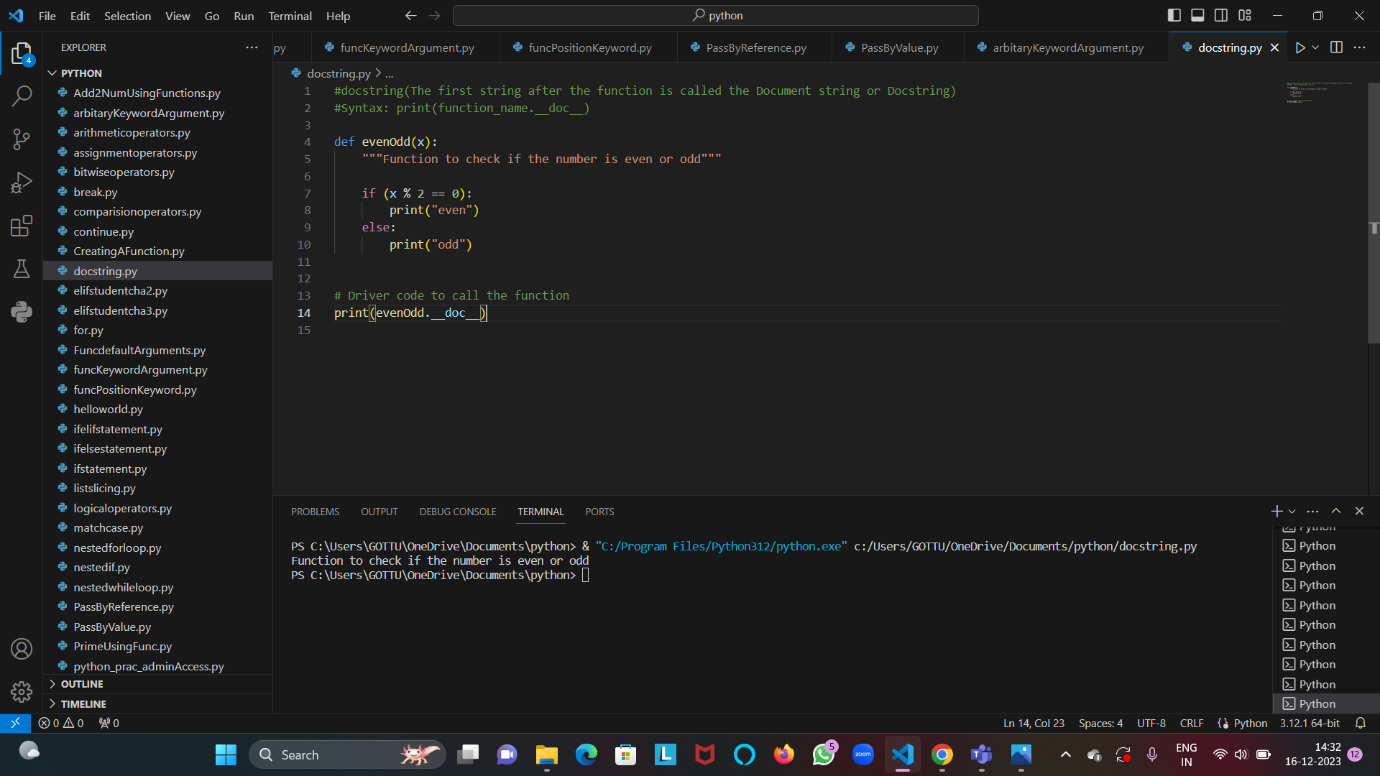 File Edit Selection View Go Run Terminal Help
python
EXPLORER
PYTHON
Add2NumUsingFunctions.py
arbitaryKeywordArgument.py
arithmeticoperators.py
assignmentoperators.py
bitwiseoperators.py
break.py
comparisionoperators.py
continue.py
CreatingAFunction.py
docstring.py
elifstudentcha2.py
elifstudentcha3.py
for.py
FuncdefaultArguments.py
funcKeywordArgument.py
funcPositionKeyword.py
helloworld.py
ifelifstatement.py
ifelsestatement.py
ifstatement.py
listslicing.py
logicaloperators.py
matchcase.py
nestedforloop.py
nestedif.py
nestedwhileloop.py
PassByReference.py
PassByValue.py
PrimeUsingFunc.py
python_prac_adminAccess.py
OUTLINE
TIMELINE
4
py funcKeywordArgument.py funcPositionKeyword.py PassByReference.py PassByValue.py arbitaryKeywordArgument.py docstring.py
docstring.py > ...
1 #docstring(The first string after the function is called the Document string or Docstring)
2 #Syntax: print(function_name.__doc__)
3
4 def evenOdd(x):
5 """Function to check if the number is even or odd"""
6
7 if (x % 2 == 0):
8 print("even")
9 else:
10 print("odd")
11
12
13 # Driver code to call the function
14 print(evenOdd.__doc__)
15
PROBLEMS OUTPUT DEBUG CONSOLE TERMINAL PORTS
PS C:\Users\GOTTU\OneDrive\Documents\python> & "C:/Program Files/Python312/python.exe" c:/Users/GOTTU/OneDrive/Documents/python/docstring.py
Function to check if the number is even or odd
PS C:\Users\GOTTU\OneDrive\Documents\python>
Python
Python
Python
Python
Python
Python
Python
Python
Python
Python
0 0 0 Ln 14, Col 23 Spaces: 4 UTF-8 CRLF Python 3.12.1 64-bit
Search
L
5
zoom
ENG
IN
14:32
16-12-2023
12